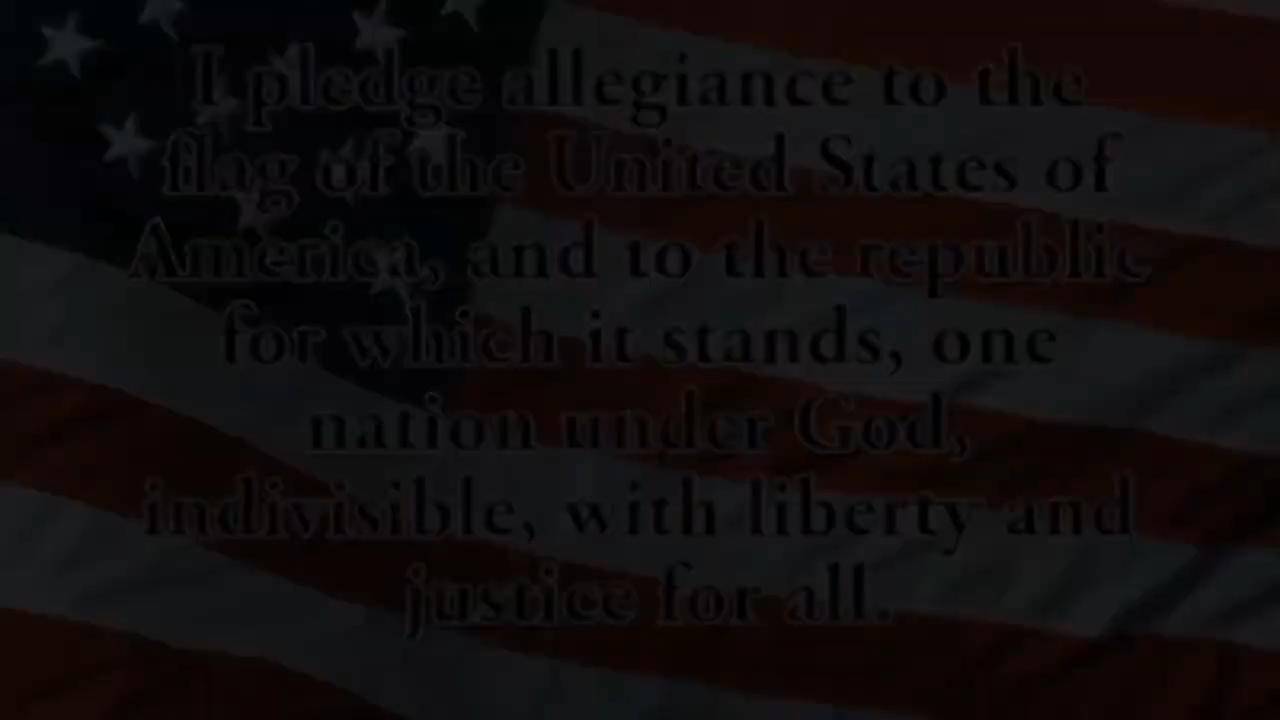 I pledge allegiance to the
flag of the United States of
America, and to the republic
for which it stands, one
nation under God,
indivisible, with liberty and
justice for all.